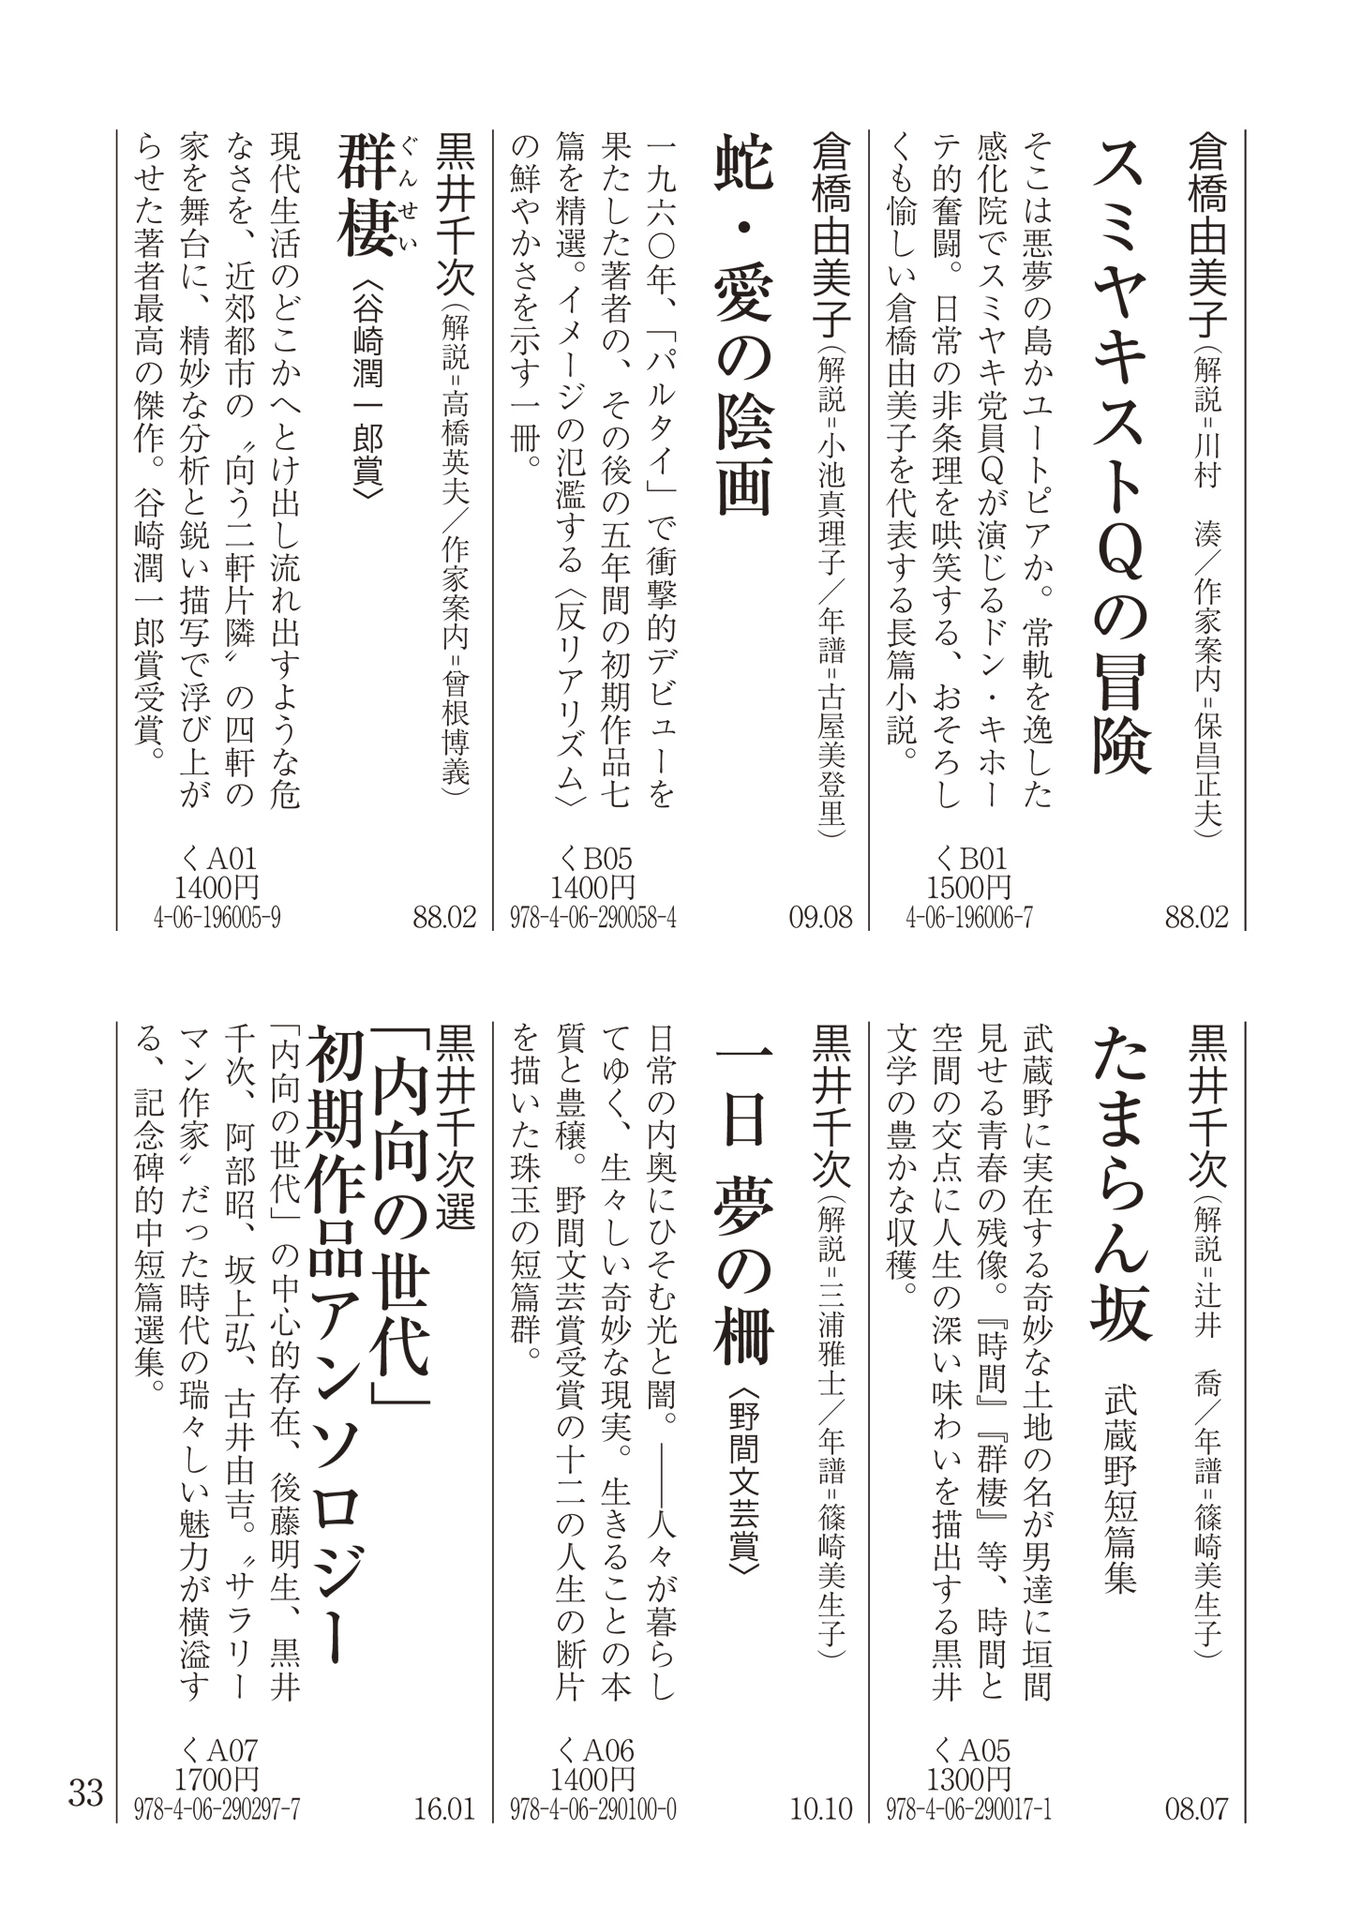 倉橋由美子（解説＝川村　湊／作家案内＝保昌正夫）
スミヤキストＱの冒険
そこは悪夢の島かユートピアか。常軌を逸した
感化院でスミヤキ党員Ｑが演じるドン・キホー
テ的奮闘。日常の非条理を哄笑する、おそろし
くも愉しい倉橋由美子を代表する長篇小説。
くB01
1500円
4-06-196006-7
88.02
倉橋由美子（解説＝小池真理子／年譜＝古屋美登里）
蛇・愛の陰画
一九六〇年、「パルタイ」で衝撃的デビューを
果たした著者の、その後の五年間の初期作品七
篇を精選。イメージの氾濫する〈反リアリズム〉
の鮮やかさを示す一冊。
くB05
1400円
978-4-06-290058-4
09.08
黒井千次（解説＝高橋英夫／作家案内＝曾根博義）
群棲〈谷崎潤一郎賞〉
ぐんせい
現代生活のどこかへとけ出し流れ出すような危
なさを、近郊都市の〝向う二軒片隣〟の四軒の
家を舞台に、精妙な分析と鋭い描写で浮び上が
らせた著者最高の傑作。谷崎潤一郎賞受賞。
くA01
1400円
4-06-196005-9
88.02
黒井千次（解説＝辻井　喬／年譜＝篠崎美生子）
たまらん坂　武蔵野短篇集
武蔵野に実在する奇妙な土地の名が男達に垣間
見せる青春の残像。『時間』『群棲』等、時間と
空間の交点に人生の深い味わいを描出する黒井
文学の豊かな収穫。
くA05
1300円
978-4-06-290017-1
08.07
黒井千次（解説＝三浦雅士／年譜＝篠崎美生子）
一日 夢の柵〈野間文芸賞〉
日常の内奥にひそむ光と闇。――人々が暮らし
てゆく、生々しい奇妙な現実。生きることの本
質と豊穣。野間文芸賞受賞の十二の人生の断片
を描いた珠玉の短篇群。
くA06
1400円
978-4-06-290100-0
10.10
黒井千次選
「内向の世代」
初期作品アンソロジー
「内向の世代」の中心的存在、後藤明生、黒井
千次、阿部昭、坂上弘、古井由吉。〝サラリー
マン作家〟だった時代の瑞々しい魅力が横溢す
る、記念碑的中短篇選集。
くA07
1700円
978-4-06-290297-7
16.01
33